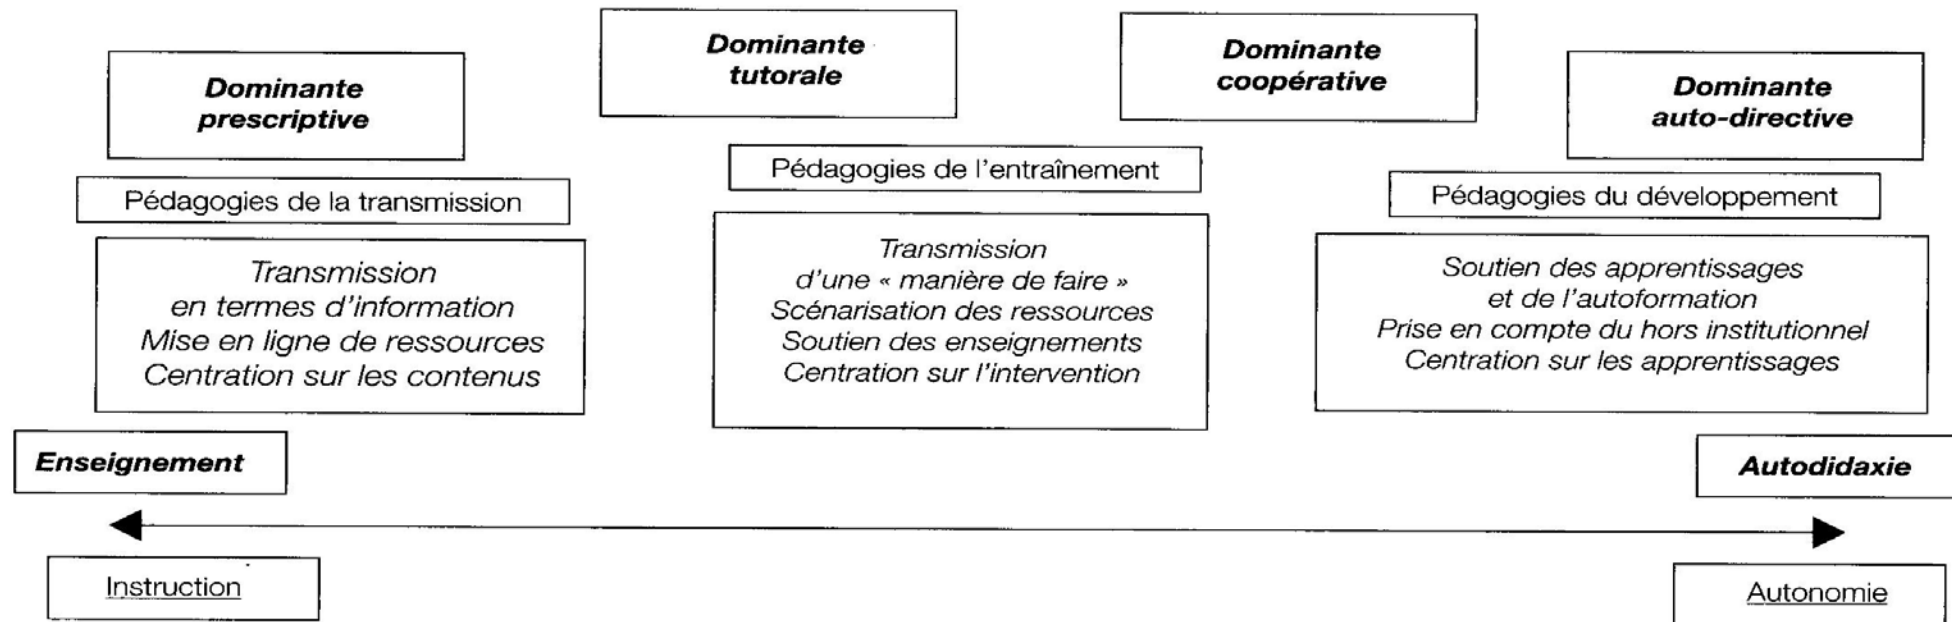 Dominante
prescriptive
Dominante
tutorale
Dominante
coopérative
Dominante
auto-directive
Pédagogies de la transmission
Pédagogies de l'entraînement
Pédagogies du développement
Transmission
en termes d'information
Mise en ligne de ressources
Centration sur les contenus
Transmission
d'une « manière de faire »
Scénarisation des ressources
Soutien des enseignements
Centration sur l'intervention
Soutien des apprentissages
et de l'autoformation
Prise en compte du hors institutionnel
Centration sur les apprentissages
Enseignement
Autodidaxie
Instruction
Autonomie